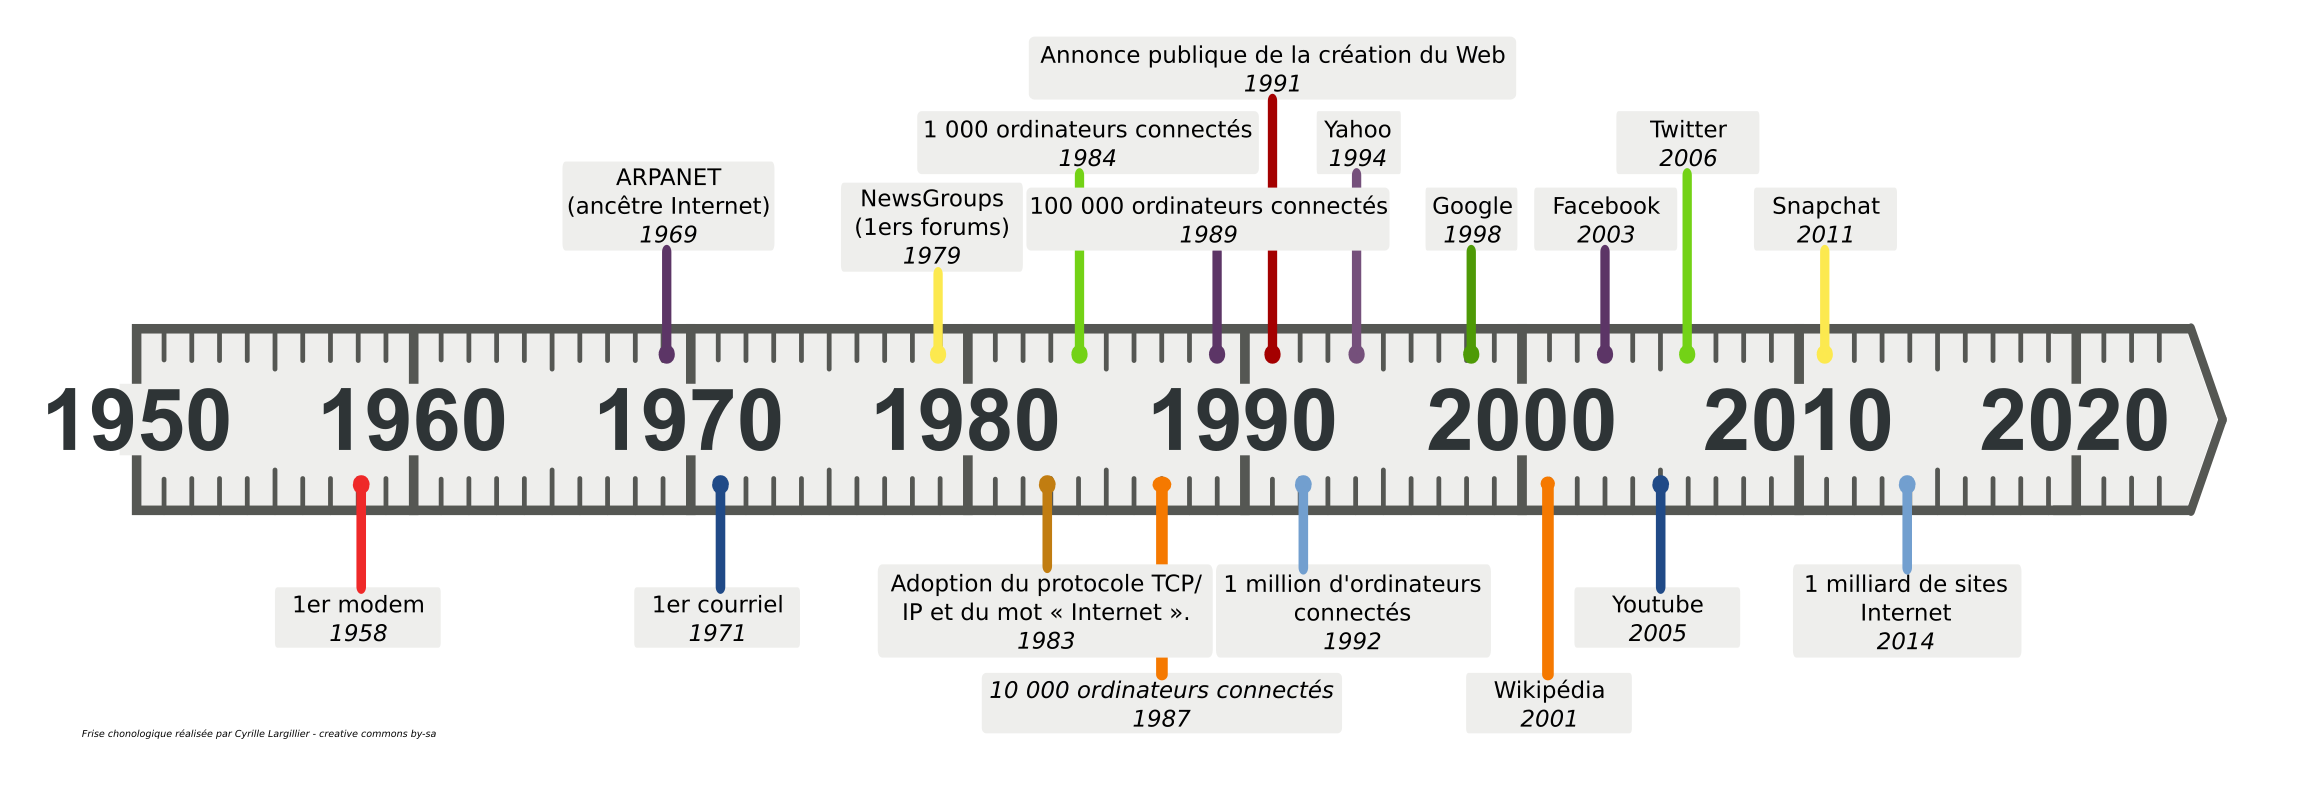 Annonce publique de la création du Web
1991
1 000 ordinateurs connectés
1984
Yahoo
1994
Twitter
2006
ARPANET
(ancêtre Internet)
1969
NewsGroups
(1ers forums)
1979
100 000 ordinateurs connectés
1989
Google
1998
Facebook
2003
Snapchat
2011
1950 1960 1970 1980 1990 2000 2010 2020
1er modem
1958
1er courriel
1971
Adoption du protocole TCP/
IP et du mot « Internet ».
1983
1 million d'ordinateurs
connectés
1992
Youtube
2005
1 milliard de sites
Internet
2014
10 000 ordinateurs connectés
1987
Wikipédia
2001
Frise chonologique réalisée par Cyrille Largillier - creative commons by-sa